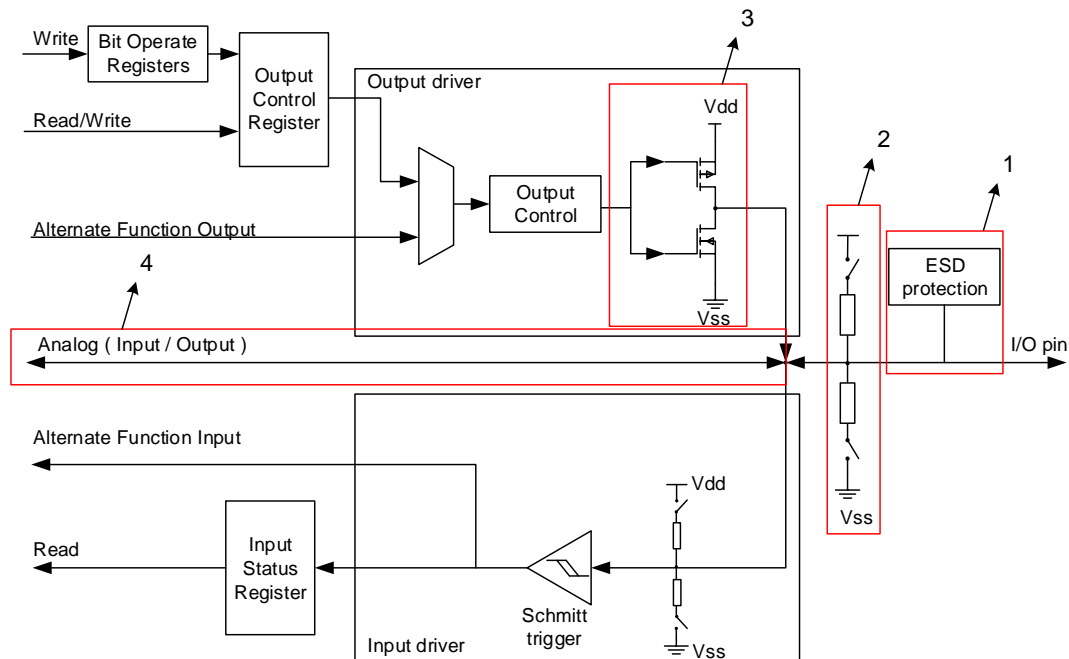 3
Write
Bit Operate
Registers
Output
Control
Register
Output driver
Vdd
2
Read/Write
1
Output
Control
Alternate Function Output
ESD
protection
4
Vss
Analog ( Input / Output )
I/O pin
Alternate Function Input
Vdd
Vss
Read
Input
Status
Register
Schmitt
trigger
Input driver
Vss